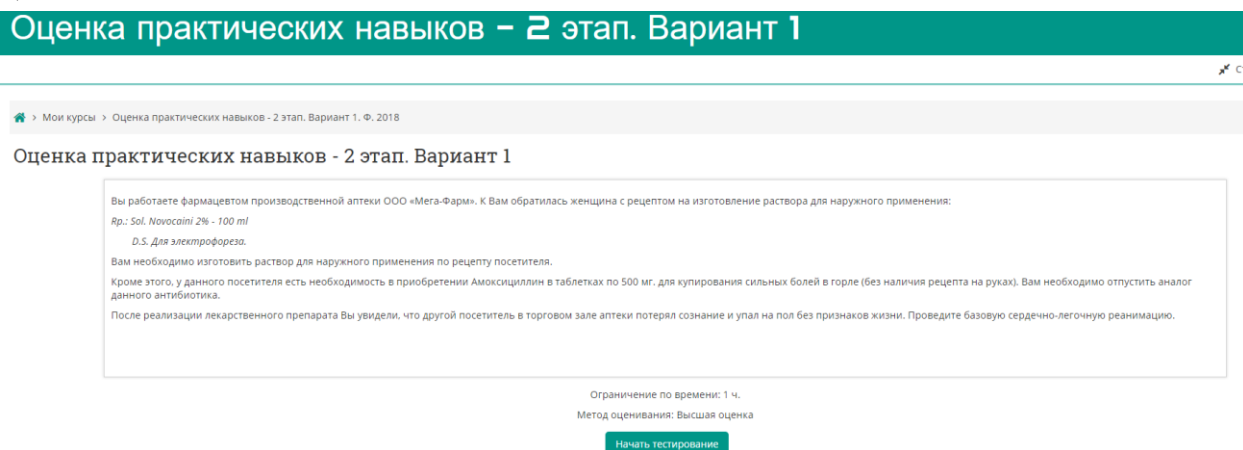 Оценка практических навыков - 2 этап. Вариант 1
Мои курсы > Оценка практических навыков - 2 этап. Вариант 1. Ф. 2018
Оценка практических навыков - 2 этап. Вариант 1
Вы работаете фармацевтом производственной аптеки ООО «Мега-Фарм». К Вам обратилась женщина с рецептом на изготовление раствора для наружного применения:
Rp.: Sol. Novocaini 2% - 100 ml
D.S. Для электрофореза.
Вам необходимо изготовить раствор для наружного применения по рецепту посетителя.
Кроме этого, у данного посетителя есть необходимость в приобретении Амоксициллин в таблетках по 500 мг. для купирования сильных болей в горле (без наличия рецепта на руках). Вам необходимо отпустить аналог
данного антибиотика.
После реализации лекарственного препарата Вы увидели, что другой посетитель в торговом зале аптеки потерял сознание и упал на пол без признаков жизни. Проведите базовую сердечно-легочную реанимацию.
Ограничение по времени: 1 ч.
Метод оценивания: Высшая оценка
Начать тестирование